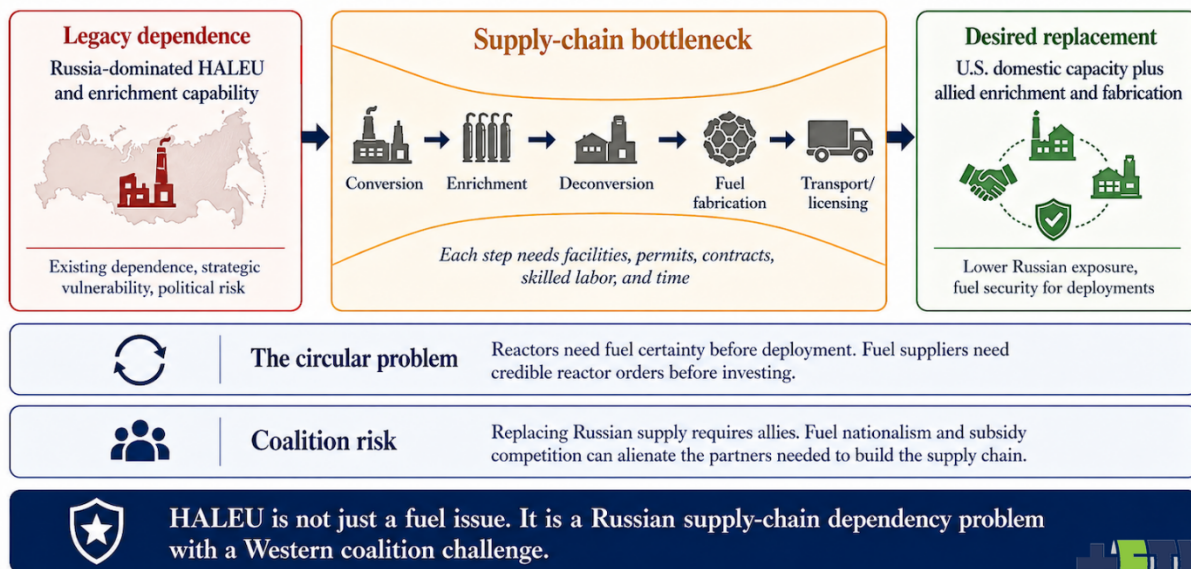 Legacy dependence
Russia-dominated HALEU
and enrichment capability
Existing dependence, strategic
vulnerability, political risk
Supply-chain bottleneck
Conversion
Enrichment
Deconversion
Fuel
fabrication
Transport/
licensing
Each step needs facilities, permits, contracts,
skilled labor, and time
Desired replacement
U.S. domestic capacity plus
allied enrichment and fabrication
Lower Russian exposure,
fuel security for deployments
The circular problem
Reactors need fuel certainty before deployment. Fuel suppliers need
credible reactor orders before investing.
Coalition risk
Replacing Russian supply requires allies. Fuel nationalism and subsidy
competition can alienate the partners needed to build the supply chain.
HALEU is not just a fuel issue. It is a Russian supply-chain dependency problem
with a Western coalition challenge.